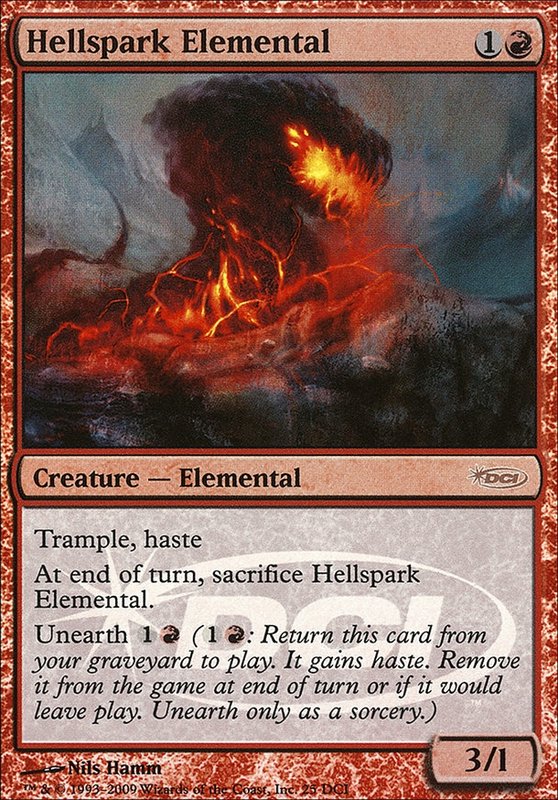 Hellspark Elemental 1
Creature — Elemental DCI
Trample, haste
At end of turn, sacrifice Hellspark
Elemental.
Unearth 1 (1 : Return this card from
your graveyard to play. It gains haste. Remove
it from the game at end of turn or if it would
leave play. Unearth only as a sorcery.)
DCI
™
Nils Hamm
3/1
™ & © 1993–2009 Wizards of the Coast, Inc. 25 DCI